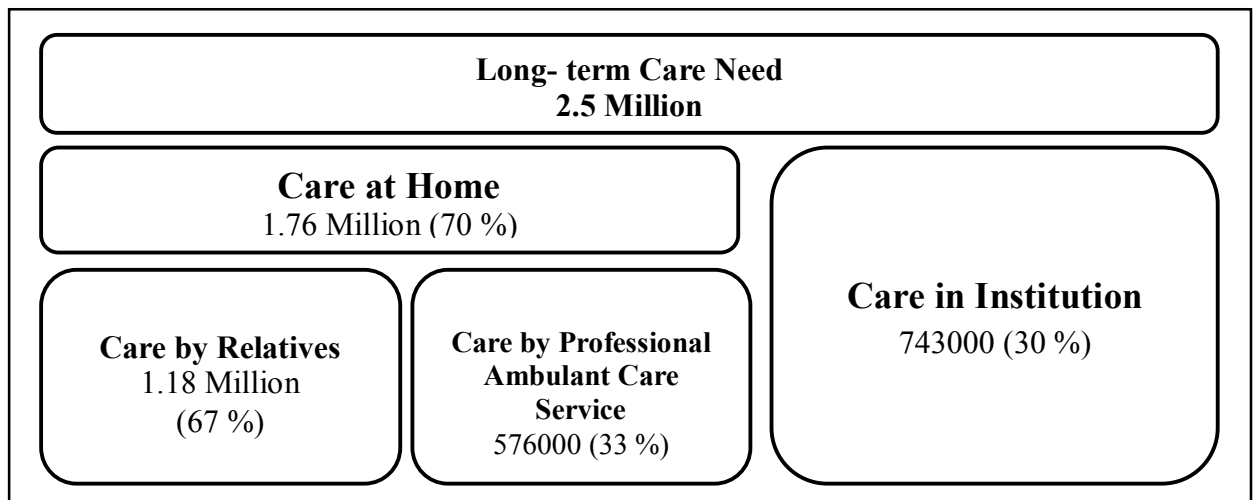 Long- term Care Need
2.5 Million
Care at Home
1.76 Million (70 %)
Care by Relatives
1.18 Million
(67 %)
Care by Professional
Ambulant Care
Service
576000 (33 %)
Care in Institution
743000 (30 %)